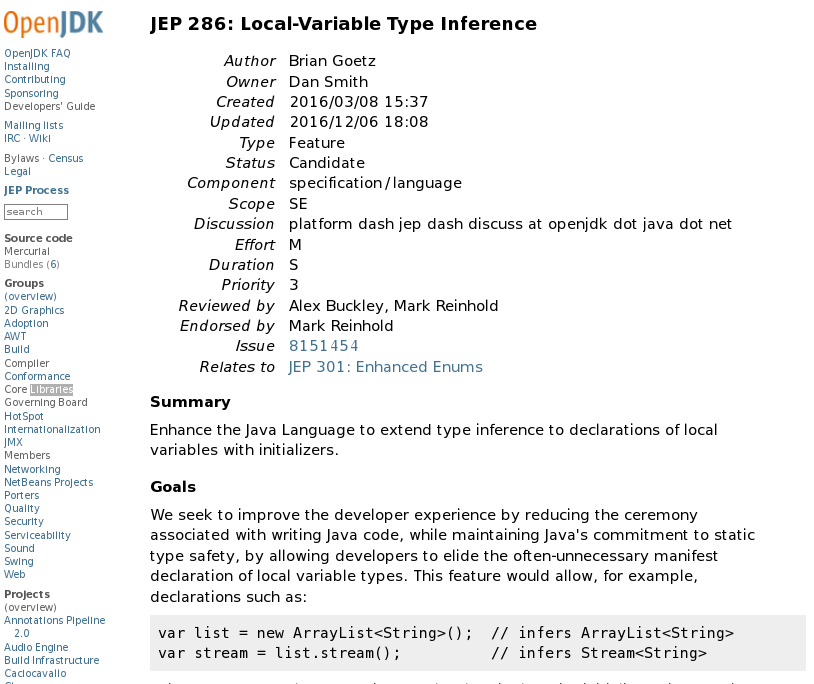 OpenJDK
OpenJDK FAQ
Installing
Contributing
Sponsoring
Developers' Guide
Mailing lists
IRC · Wiki
Bylaws · Census
Legal
JEP Process
search
Source code
Mercurial
Bundles (6)
Groups
(overview)
2D Graphics
Adoption
AWT
Build
Compiler
Conformance
Core Libraries
Governing Board
HotSpot
Internationalization
JMX
Members
Networking
NetBeans Projects
Porters
Quality
Security
Serviceability
Sound
Swing
Web
Projects
(overview)
Annotations Pipeline
2.0
Audio Engine
Build Infrastructure
Caciocavallo
JEP 286: Local-Variable Type Inference
Author Brian Goetz
Owner Dan Smith
Created 2016/03/08 15:37
Updated 2016/12/06 18:08
Type Feature
Status Candidate
Component specification/language
Scope SE
Discussion platform dash jep dash discuss at openjdk dot java dot net
Effort M
Duration S
Priority 3
Reviewed by Alex Buckley, Mark Reinhold
Endorsed by Mark Reinhold
Issue 8151454
Relates to JEP 301: Enhanced Enums
Summary
Enhance the Java Language to extend type inference to declarations of local
variables with initializers.
Goals
We seek to improve the developer experience by reducing the ceremony
associated with writing Java code, while maintaining Java's commitment to static
type safety, by allowing developers to elide the often-unnecessary manifest
declaration of local variable types. This feature would allow, for example,
declarations such as:
var list = new ArrayList<String>();  // infers ArrayList<String>
var stream = list.stream();          // infers Stream<String>